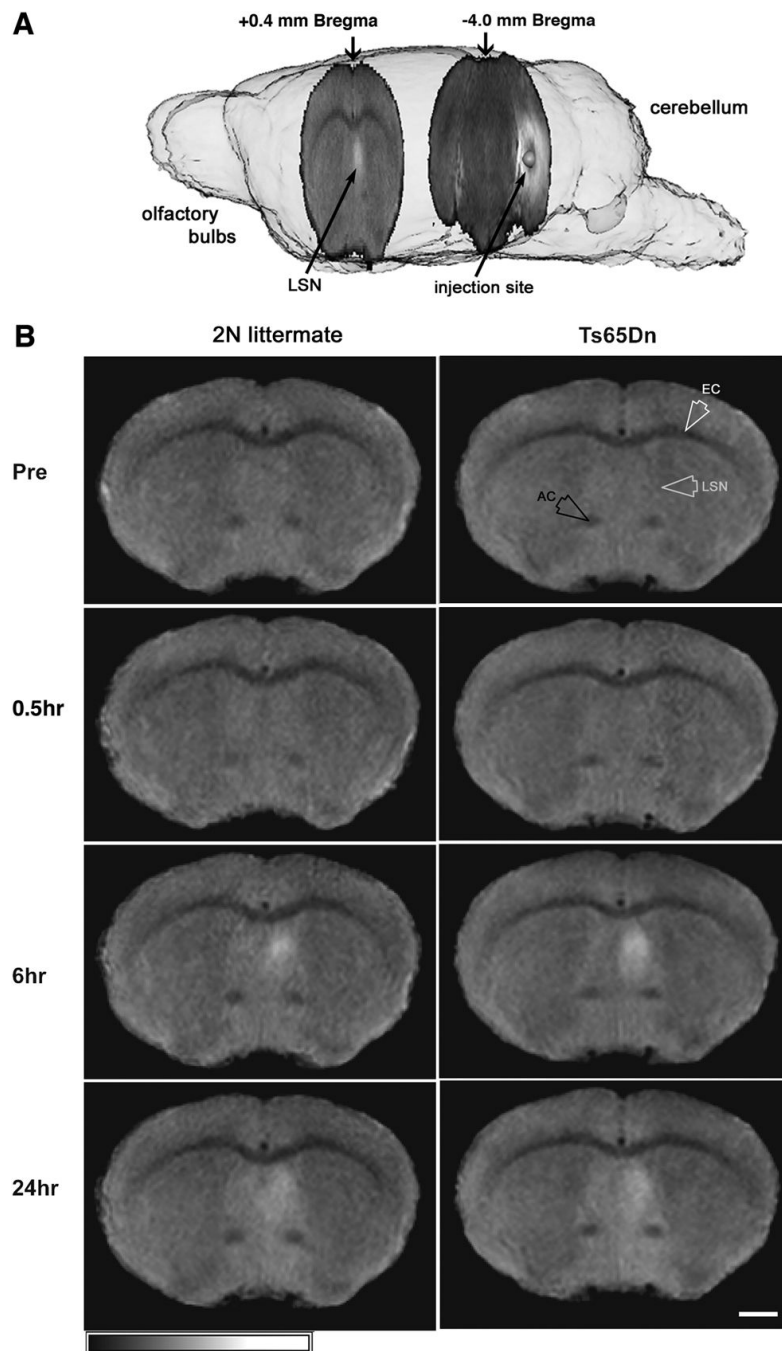 A
+0.4 mm Bregma
-4.0 mm Bregma
cerebellum
olfactory
bulbs
LSN
injection site
B
2N littermate
Ts65Dn
Pre
EC
LSN
AC
0.5hr
6hr
24hr